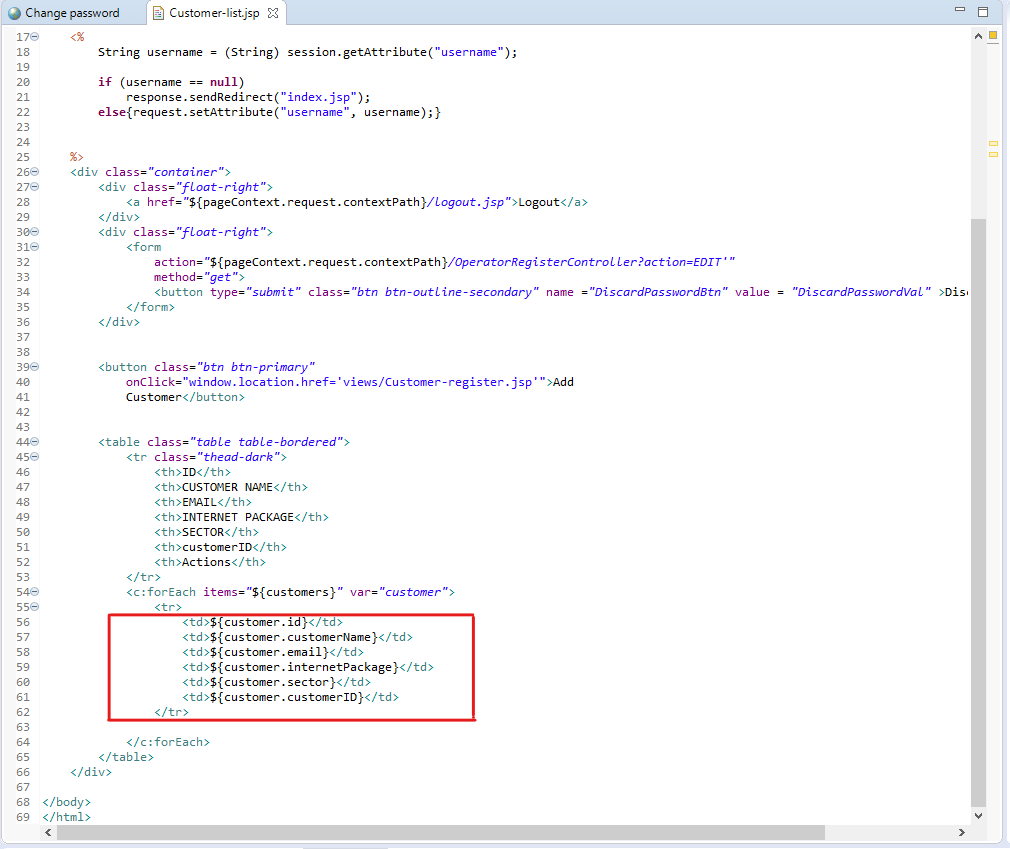 Change password
Customer-list.jsp
17 <%
18 String username = (String) session.getAttribute("username");
19
20 if (username == null)
21 response.sendRedirect("index.jsp");
22 else{request.setAttribute("username", username);}
23
24
25 %>
26 <div class="container">
27 <div class="float-right">
28 <a href="${pageContext.request.contextPath}/logout.jsp">Logout</a>
29 </div>
30 <div class="float-right">
31 <form
32 action="${pageContext.request.contextPath}/OperatorRegisterController?action=EDIT'"
33 method="get">
34 <button type="submit" class="btn btn-outline-secondary" name ="DiscardPasswordBtn" value = "DiscardPasswordVal" >Disc
35 </form>
36 </div>
37
38
39 <button class="btn btn-primary"
40 onClick="window.location.href='views/Customer-register.jsp'">Add
41 Customer</button>
42
43
44 <table class="table table-bordered">
45 <tr class="thead-dark">
46 <th>ID</th>
47 <th>CUSTOMER NAME</th>
48 <th>EMAIL</th>
49 <th>INTERNET PACKAGE</th>
50 <th>SECTOR</th>
51 <th>customerID</th>
52 <th>Actions</th>
53 </tr>
54 <c:forEach items="${customers}" var="customer">
55 <tr>
56 <td>${customer.id}</td>
57 <td>${customer.customerName}</td>
58 <td>${customer.email}</td>
59 <td>${customer.internetPackage}</td>
60 <td>${customer.sector}</td>
61 <td>${customer.customerID}</td>
62 </tr>
63
64 </c:forEach>
65 </table>
66 </div>
67
68 </body>
69 </html>